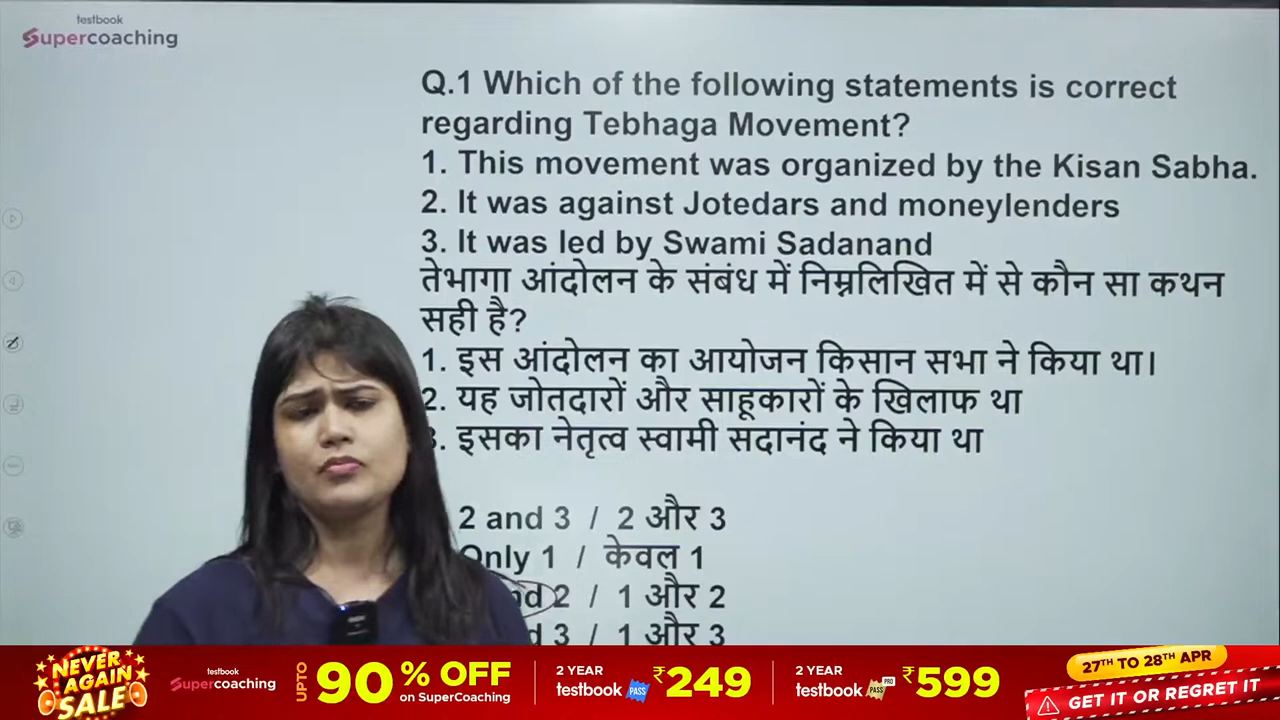 testbook
Supercoaching
Q.1 Which of the following statements is correct
regarding Tebhaga Movement?
1. This movement was organized by the Kisan Sabha.
2. It was against Jotedars and moneylenders
3. It was led by Swami Sadanand
तेभागा आंदोलन के संबंध में निम्नलिखित में से कौन सा कथन
सही है?
1. इस आंदोलन का आयोजन किसान सभा ने किया था।
2. यह जोतदारों और साहूकारों के खिलाफ था
3. इसका नेतृत्व स्वामी सदानंद ने किया था
2 and 3 / 2 और 3
Only 1 / केवल 1
2 / 1 और 2
3 / 1 और 3
NEVER
AGAIN
SALE
testbook
Supercoaching
UPTO
90% OFF
on SuperCoaching
2 YEAR
testbook PASS
₹249
2 YEAR
testbook PASS PRO
₹599
27TH TO 28TH APR
GET IT OR REGRET IT